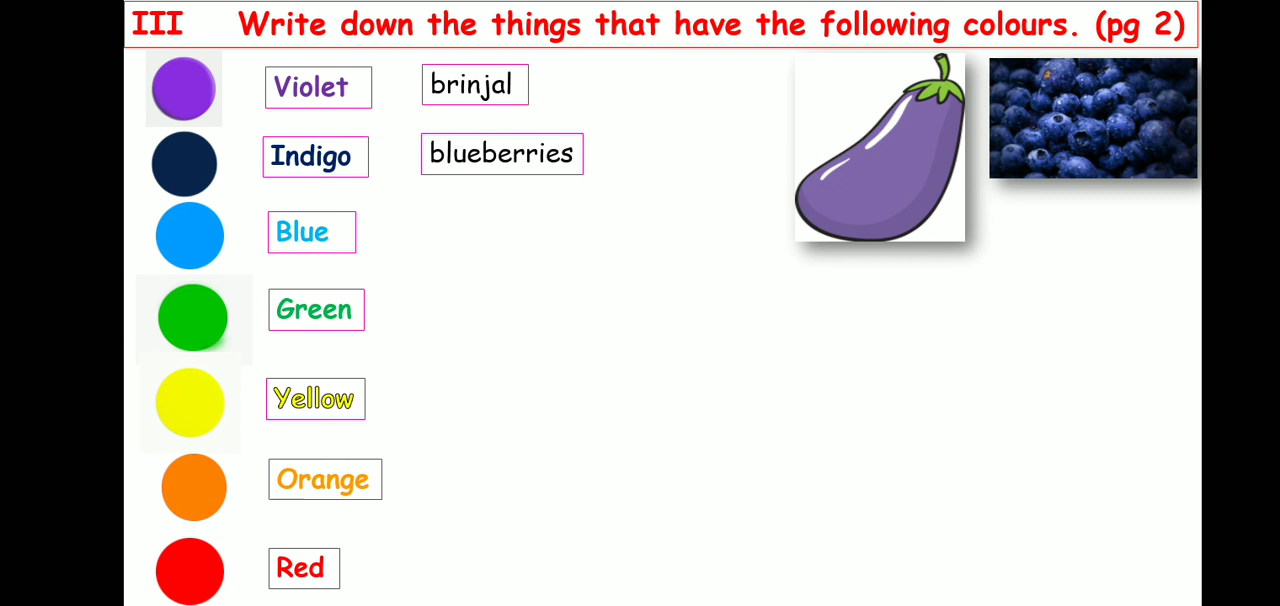 III Write down the things that have the following colours. (pg 2)
Violet brinjal
Indigo blueberries
Blue
Green
Yellow
Orange
Red